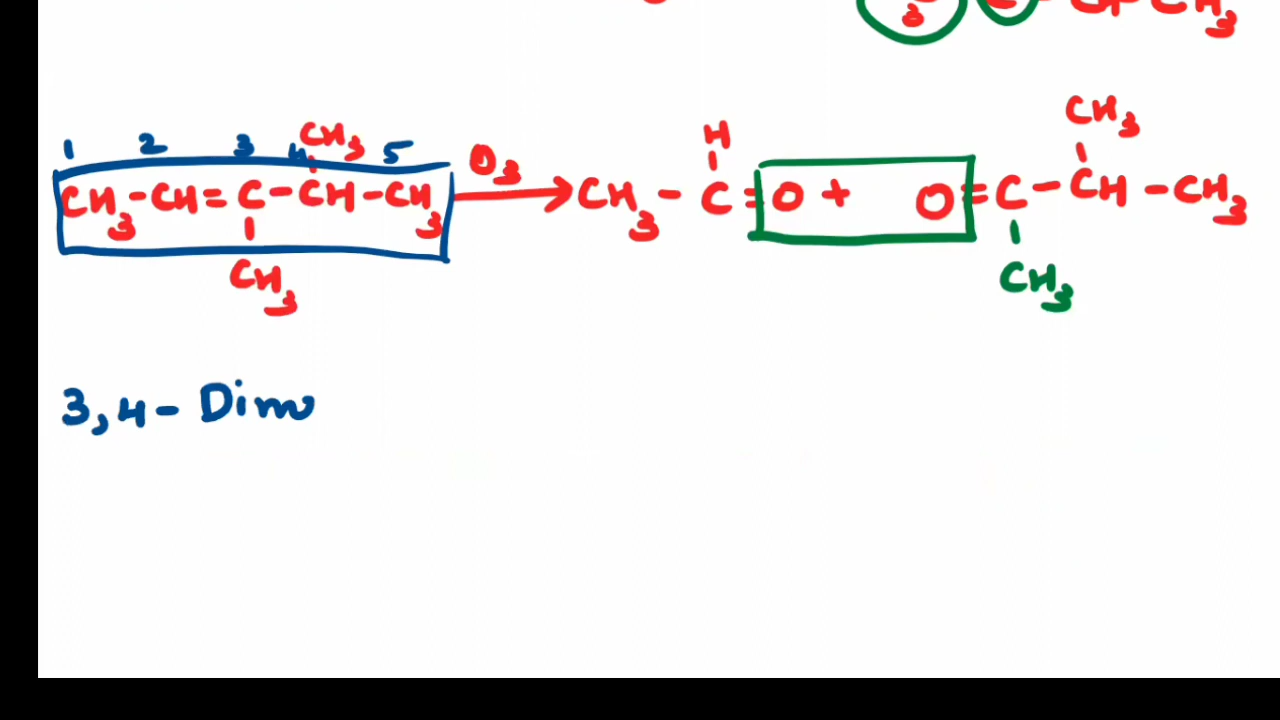 CH3
1 2 3 4 5
CH3
H
CH3
CH3-CH=C-CH-CH3 O3 CH3-C=O + O=C-CH-CH3
CH3
CH3
3,4- Dim